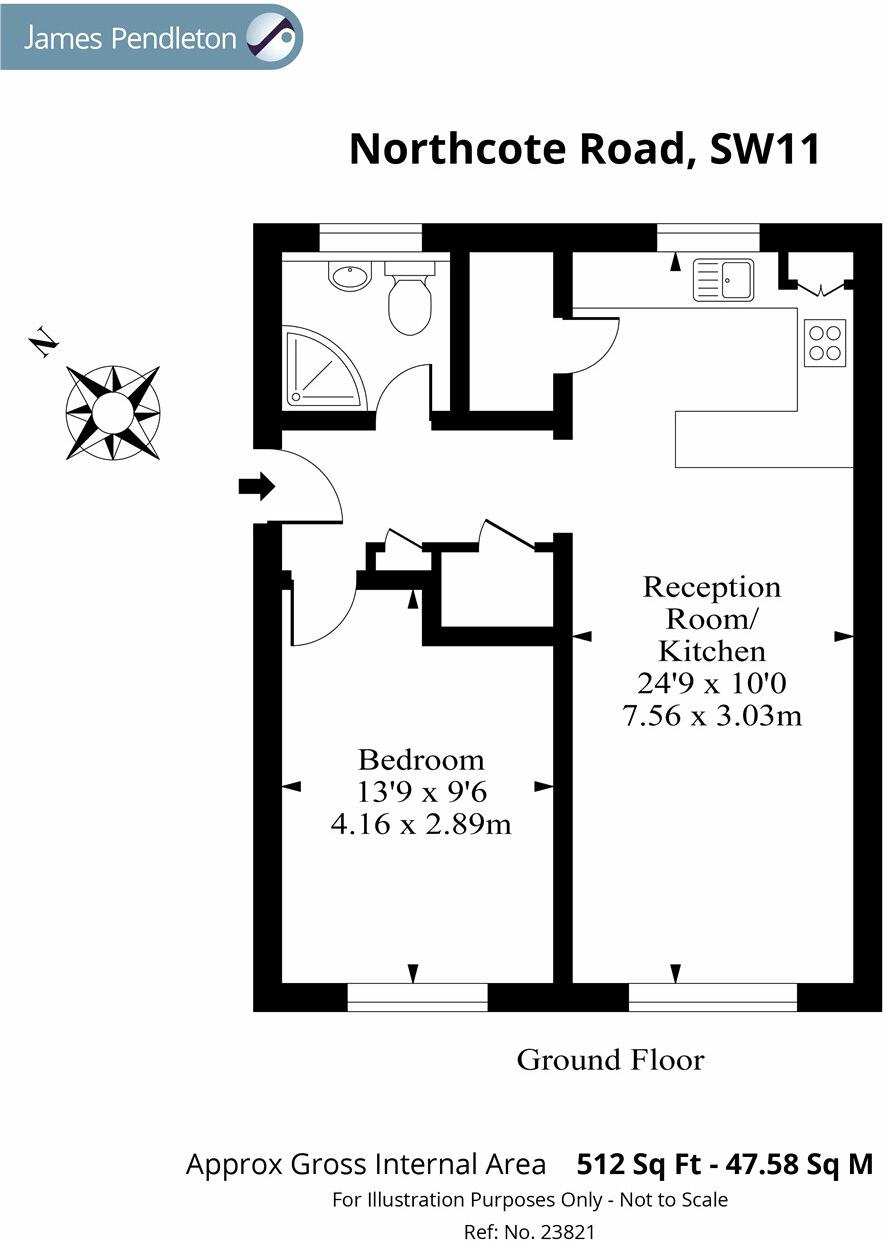 James Pendleton
Northcote Road, SW11
N
Reception
Room/
Kitchen
24'9 x 10'0
7.56 x 3.03m
Bedroom
13'9 x 9'6
4.16 x 2.89m
Ground Floor
Approx Gross Internal Area 512 Sq Ft - 47.58 Sq M
For Illustration Purposes Only - Not to Scale
Ref: No. 23821